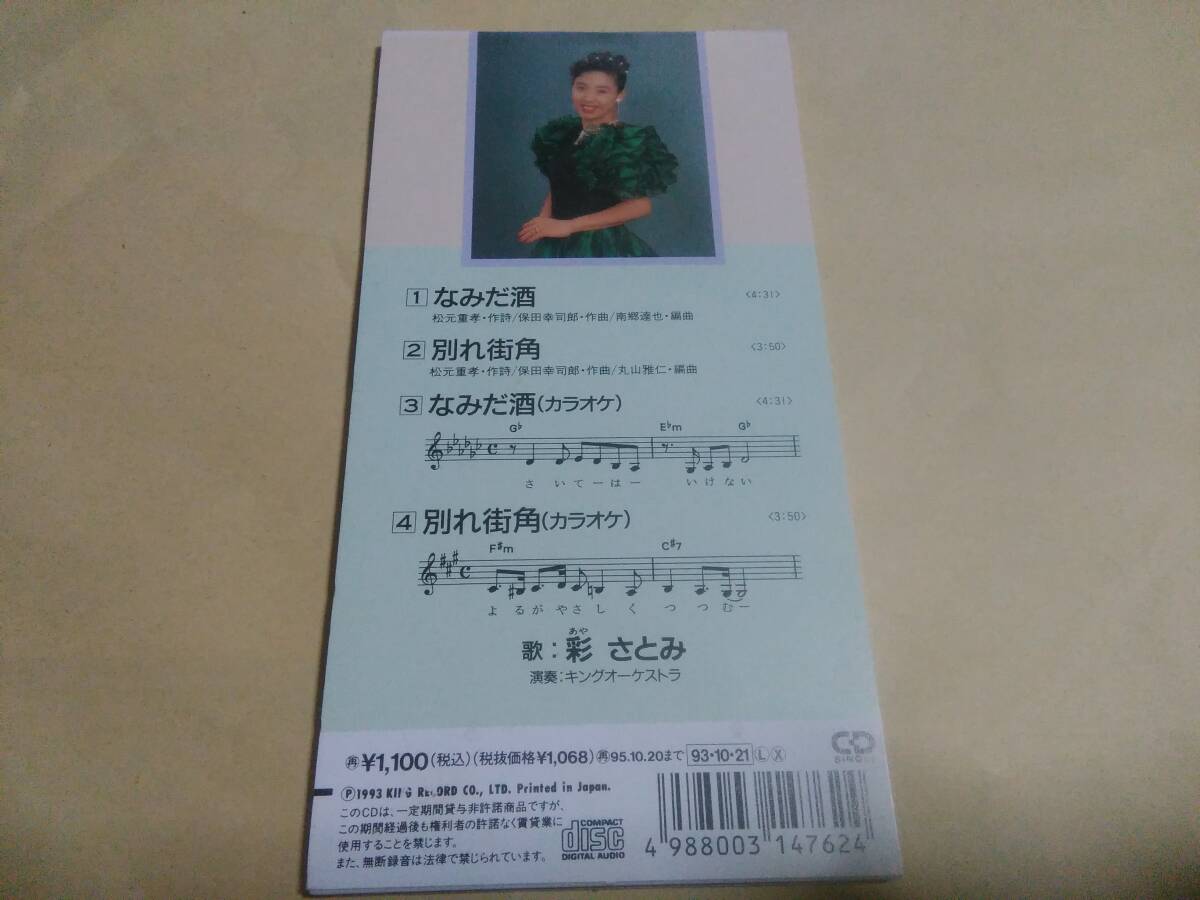 1 なみだ酒 <4:31>
松元重孝・作詩/保田幸司郎・作曲/南郷達也・編曲
2 別れ街角 <3:50>
松元重孝・作詩/保田幸司郎・作曲/丸山雅仁・編曲
3 なみだ酒(カラオケ) <4:31>
G♭ E♭m G♭
さ いてーはー いけない
4 別れ街角(カラオケ) <3:50>
F#m C#7
よるがやさしく つつむー
あや
歌:彩 さとみ
演奏:キングオーケストラ
再¥1,100(税込)(税抜価格¥1,068)再95.10.20まで 93・10・21 L X
CD SINGLE
P1993 KING RECORD CO., LTD. Printed in Japan.
このCDは、一定期間貸与非許諾商品ですが、
この期間経過後も権利者の許諾なく賃貸業に
使用することを禁じます。
また、無断録音は法律で禁じられています。
COMPACT
disc
DIGITAL AUDIO
4 988003 147624